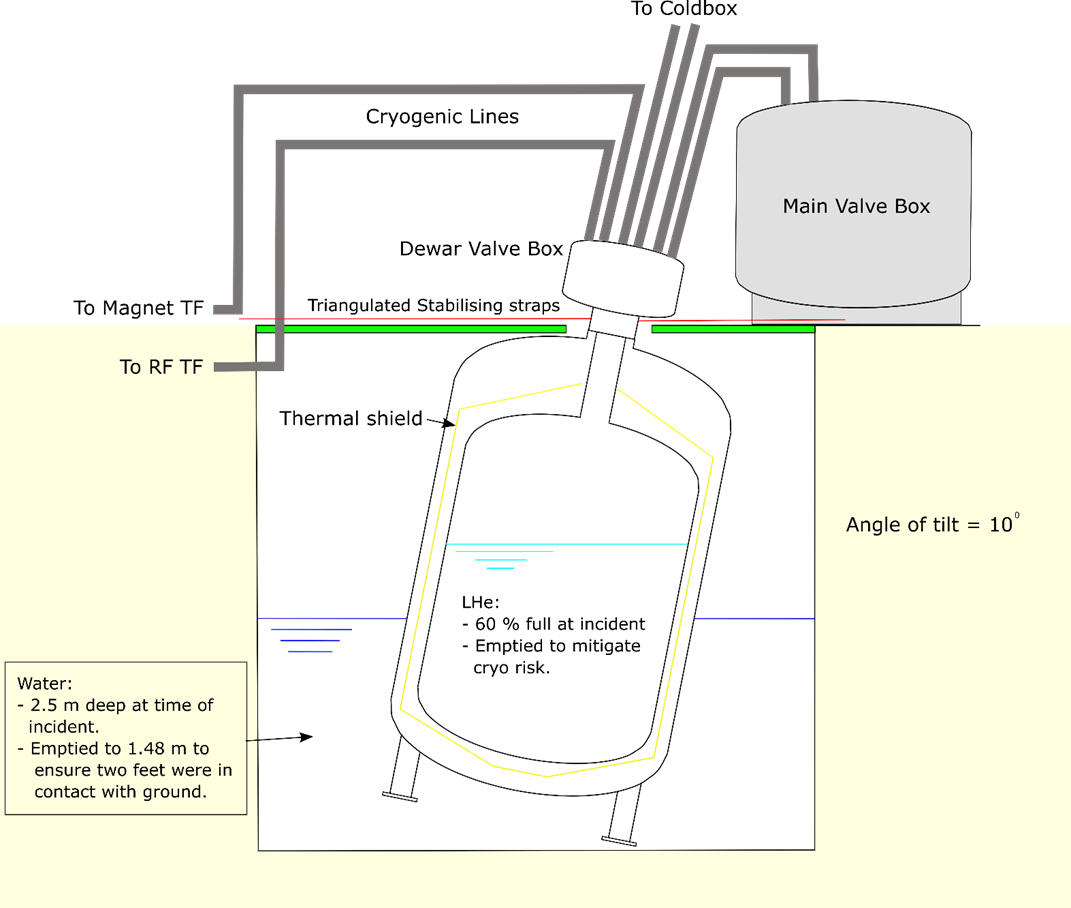 To Coldbox
Cryogenic Lines
Main Valve Box
Dewar Valve Box
To Magnet TF
Triangulated Stabilising straps
To RF TF
Thermal shield
Angle of tilt = 10⁰
LHe:
- 60 % full at incident
- Emptied to mitigate
cryo risk.
Water:
- 2.5 m deep at time of
incident.
- Emptied to 1.48 m to
ensure two feet were in
contact with ground.